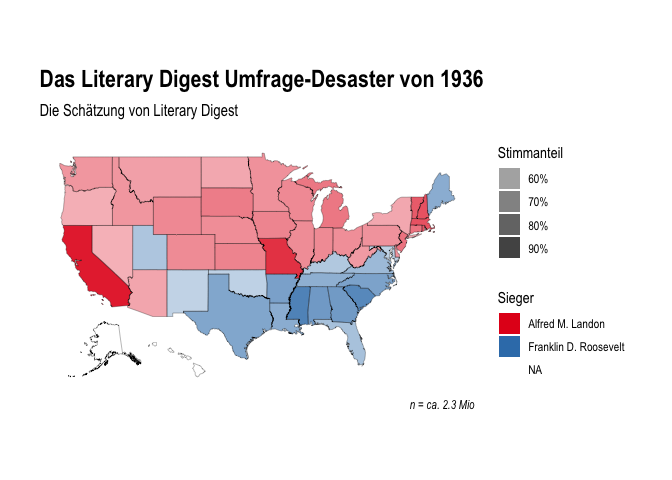 Das Literary Digest Umfrage-Desaster von 1936
Die Schätzung von Literary Digest
Stimmanteil
60%
70%
80%
90%
Sieger
Alfred M. Landon
Franklin D. Roosevelt
NA
n = ca. 2.3 Mio